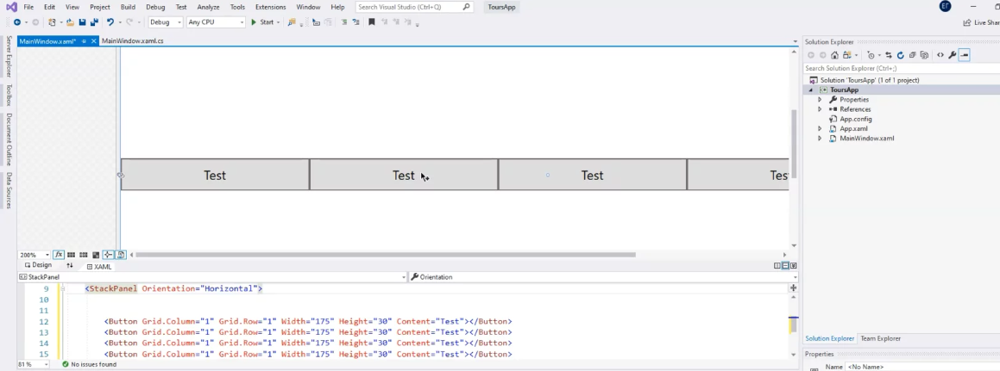 File Edit View Project Build Debug Test Analyze Tools Extensions Window Help Search Visual Studio (Ctrl+Q) ToursApp ЕГ
Debug Any CPU Start Live Shar
MainWindow.xaml* MainWindow.xaml.cs
Server Explorer
Toolbox
Document Outline
Data Sources
Test Test Test Tes
200% fx
Design XAML
StackPanel Orientation
9 <StackPanel Orientation="Horizontal">
10
11
12 <Button Grid.Column="1" Grid.Row="1" Width="175" Height="30" Content="Test"></Button>
13 <Button Grid.Column="1" Grid.Row="1" Width="175" Height="30" Content="Test"></Button>
14 <Button Grid.Column="1" Grid.Row="1" Width="175" Height="30" Content="Test"></Button>
15 <Button Grid.Column="1" Grid.Row="1" Width="175" Height="30" Content="Test"></Button>
81 % No issues found
Solution Explorer
Search Solution Explorer (Ctrl+;)
Solution 'ToursApp' (1 of 1 project)
ToursApp
Properties
References
App.config
App.xaml
MainWindow.xaml
Solution Explorer Team Explorer
Properties
Name <No Name>